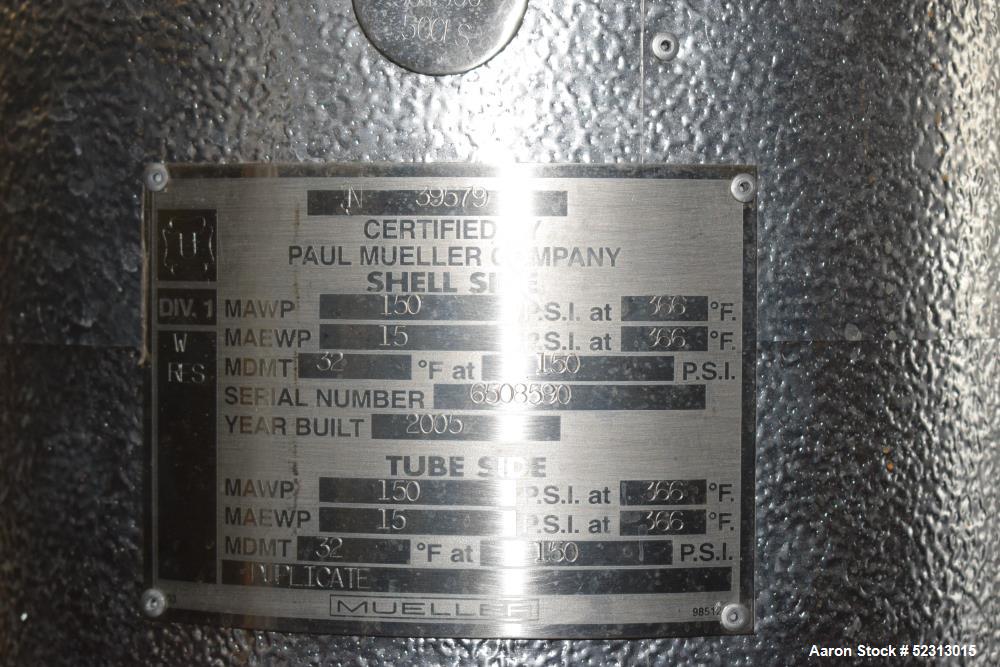 39579
CERTIFIED
PAUL MUELLER COMPANY
SHELL SIDE
DIV. 1 MAWP 150 P.S.I. at 366 °F.
MAEWP 15 P.S.I. at 366 °F.
W
MDMT 32 °F at 150 P.S.I.
RES
SERIAL NUMBER 6508580
YEAR BUILT 2005
TUBE SIDE
MAWP 150 P.S.I. at 366 °F.
MAEWP 15 P.S.I. at 366 °F.
MDMT 32 °F at 150 P.S.I.
MUELLER
Aaron Stock # 52313015